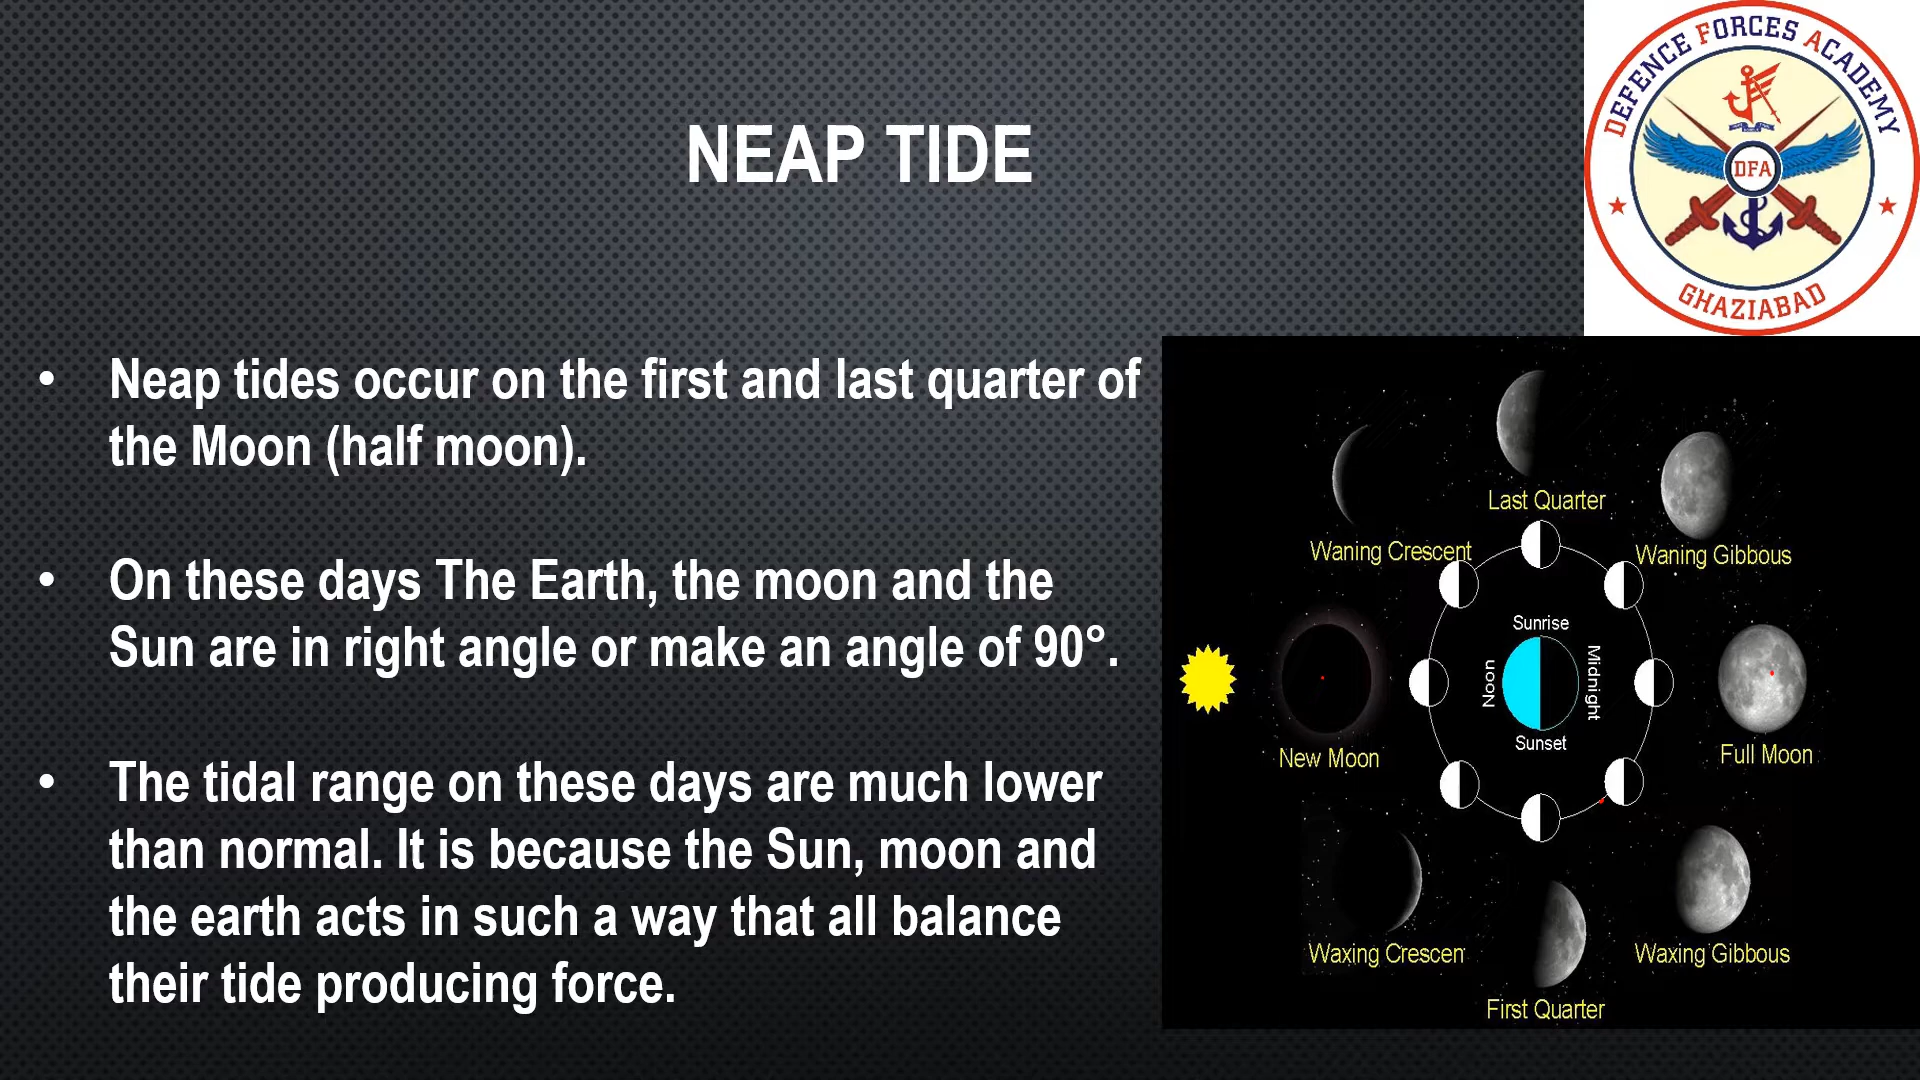 DEFENCE FORCES ACADEMY
DFA
GHAZIABAD
NEAP TIDE
• Neap tides occur on the first and last quarter of
the Moon (half moon).
• On these days The Earth, the moon and the
Sun are in right angle or make an angle of 90°.
• The tidal range on these days are much lower
than normal. It is because the Sun, moon and
the earth acts in such a way that all balance
their tide producing force.
Last Quarter
Waning Crescent
Waning Gibbous
Sunrise
Noon
Midnight
Sunset
New Moon
Full Moon
Waxing Crescen
Waxing Gibbous
First Quarter